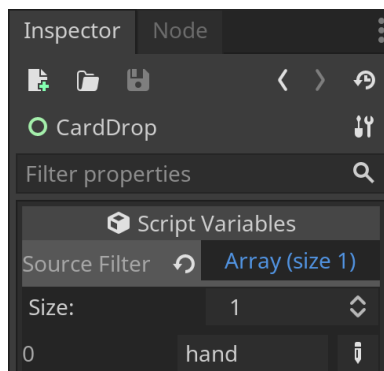 Inspector Node
CardDrop
Filter properties
Script Variables
Source Filter Array (size 1)
Size: 1
0 hand